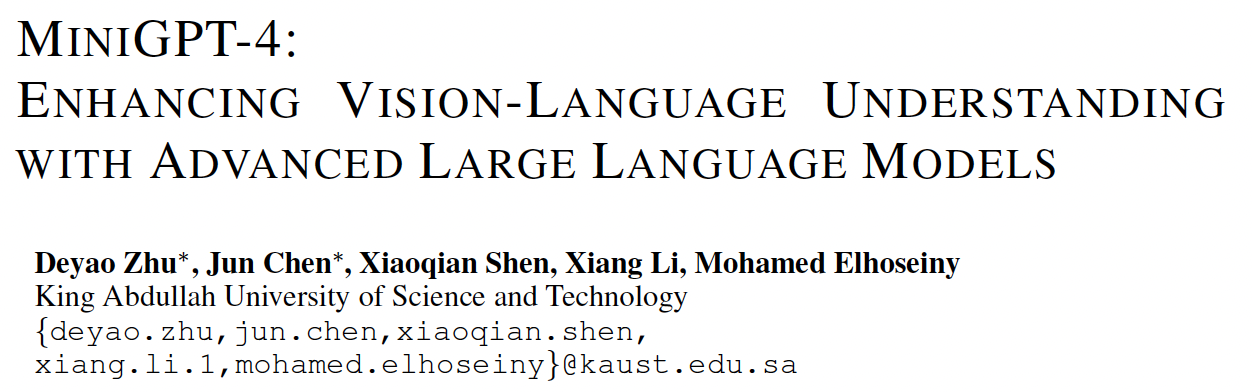 MINIGPT-4:
ENHANCING VISION-LANGUAGE UNDERSTANDING
WITH ADVANCED LARGE LANGUAGE MODELS
Deyao Zhu*, Jun Chen*, Xiaoqian Shen, Xiang Li, Mohamed Elhoseiny
King Abdullah University of Science and Technology
{deyao.zhu,jun.chen,xiaoqian.shen,
xiang.li.1,mohamed.elhoseiny}@kaust.edu.sa